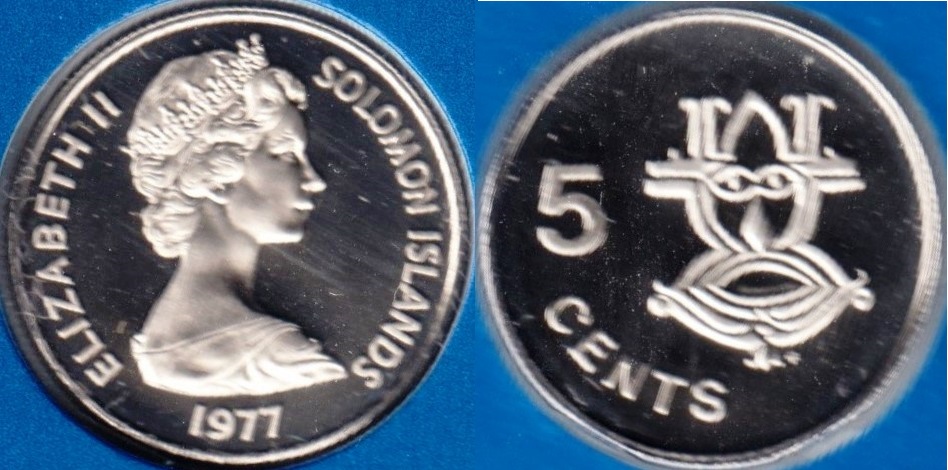 ELIZABETH II
SOLOMON ISLANDS
1977
5
CENTS